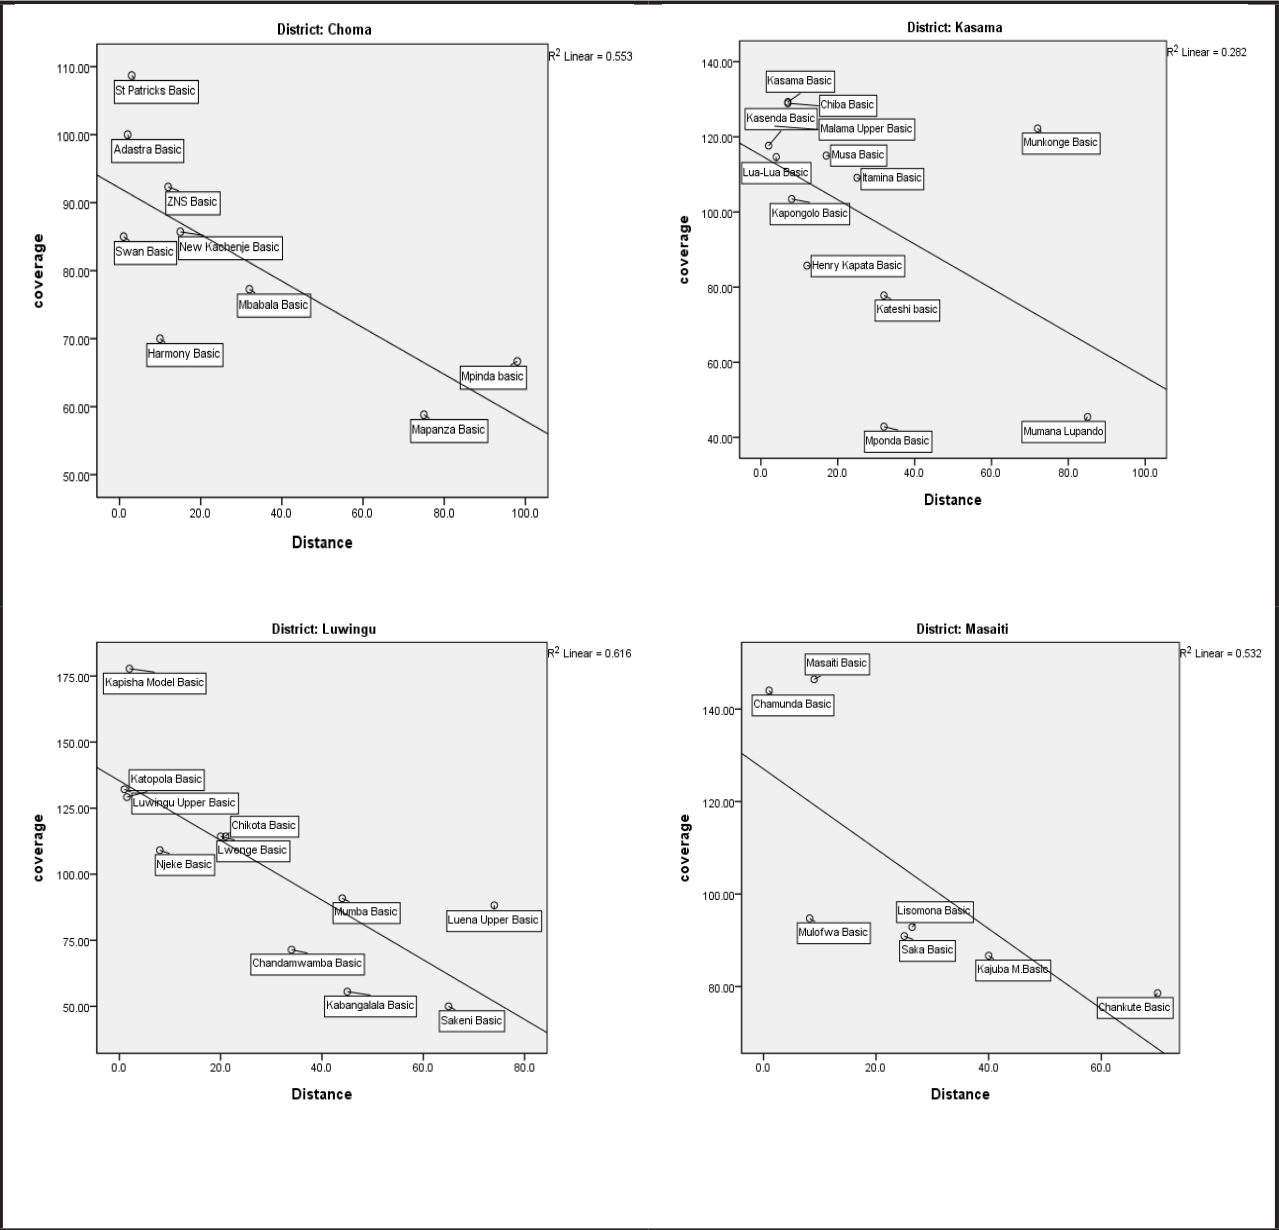 District: Choma
R2 Linear = 0.553
110.00
St Patricks Basic
100.00
Adastra Basic
90.00
ZNS Basic
Swan Basic
New Kachenje Basic
80.00
Mbabala Basic
70.00
Harmony Basic
Mpinda basic
60.00
Mapanza Basic
50.00
coverage
0.0 20.0 40.0 60.0 80.0 100.0
Distance
District: Kasama
R2 Linear = 0.282
140.00
Kasama Basic
Chiba Basic
Kasenda Basic
Malama Upper Basic
120.00
Munkonge Basic
Musa Basic
Lua-Lua Basic
Itamina Basic
100.00
Kapongolo Basic
Henry Kapata Basic
80.00
Kateshi basic
60.00
40.00
Mponda Basic
Mumana Lupando
coverage
0.0 20.0 40.0 60.0 80.0 100.0
Distance
District: Luwingu
R2 Linear = 0.616
175.00
Kapisha Model Basic
150.00
Katopola Basic
125.00
Luwingu Upper Basic
Chikota Basic
Lwenge Basic
Njeke Basic
100.00
Mumba Basic
Luena Upper Basic
75.00
Chandamwamba Basic
50.00
Kabangalala Basic
Sakeni Basic
coverage
0.0 20.0 40.0 60.0 80.0
Distance
District: Masaiti
R2 Linear = 0.532
Masaiti Basic
Chamunda Basic
140.00
120.00
100.00
Lisomona Basic
Mulofwa Basic
Saka Basic
Kajuba M.Basic
80.00
Chankute Basic
coverage
0.0 20.0 40.0 60.0
Distance